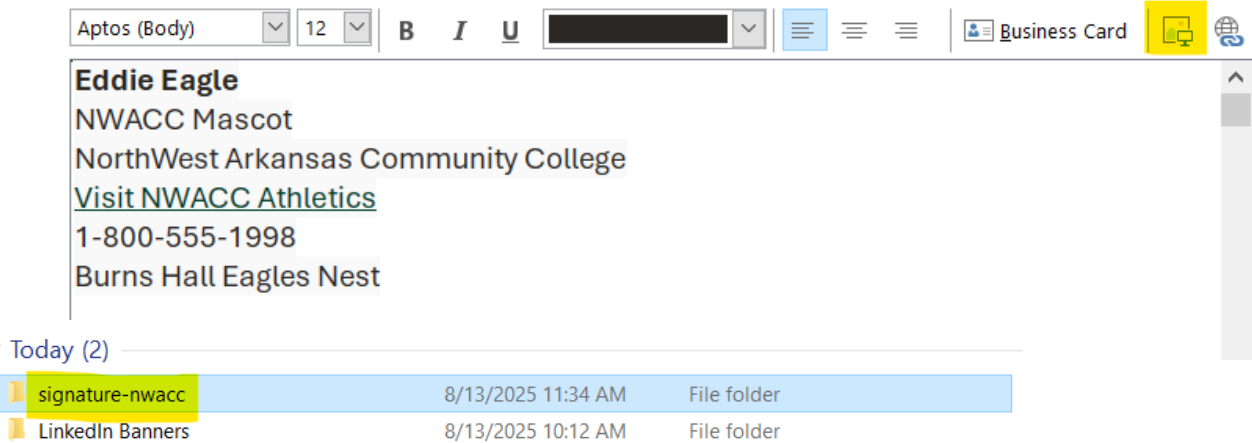 Aptos (Body) 12 B I U Business Card
Eddie Eagle
NWACC Mascot
NorthWest Arkansas Community College
Visit NWACC Athletics
1-800-555-1998
Burns Hall Eagles Nest
Today (2)
signature-nwacc 8/13/2025 11:34 AM File folder
LinkedIn Banners 8/13/2025 10:12 AM File folder